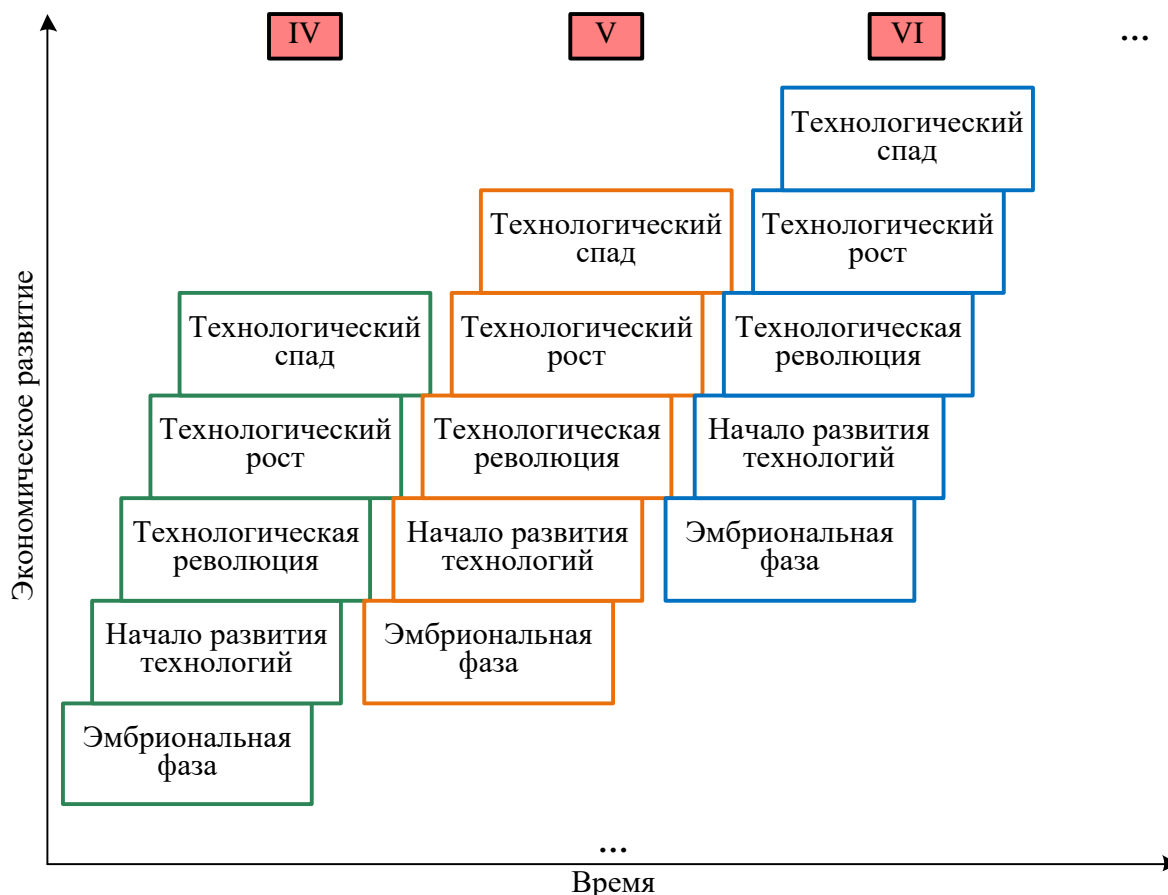 IV
V
VI
...
Технологический
спад
Технологический
спад
Технологический
рост
Технологический
спад
Технологический
рост
Технологическая
революция
Технологический
рост
Технологическая
революция
Начало развития
технологий
Технологическая
революция
Начало развития
технологий
Эмбриональная
фаза
Начало развития
технологий
Эмбриональная
фаза
Эмбриональная
фаза
Экономическое развитие
...
Время